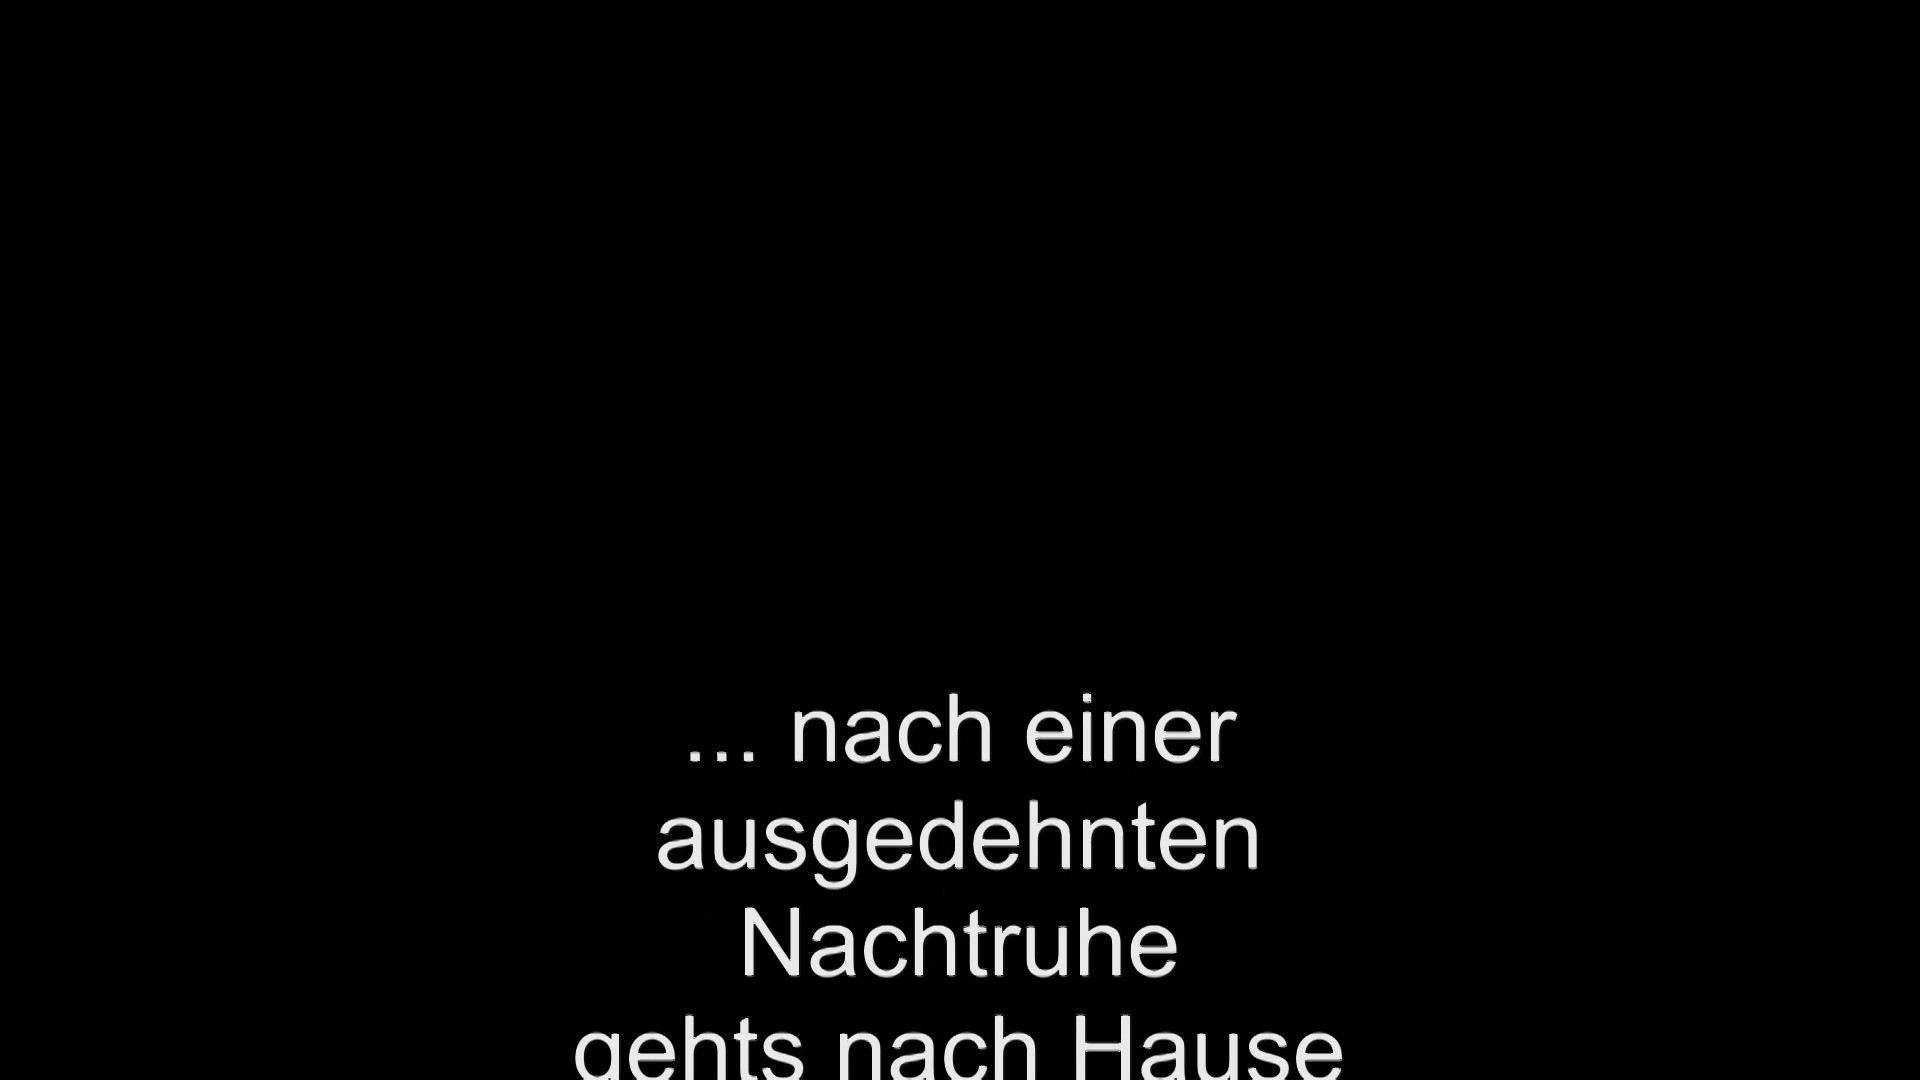 ... nach einer
ausgedehnten
Nachtruhe
gehts nach Hause